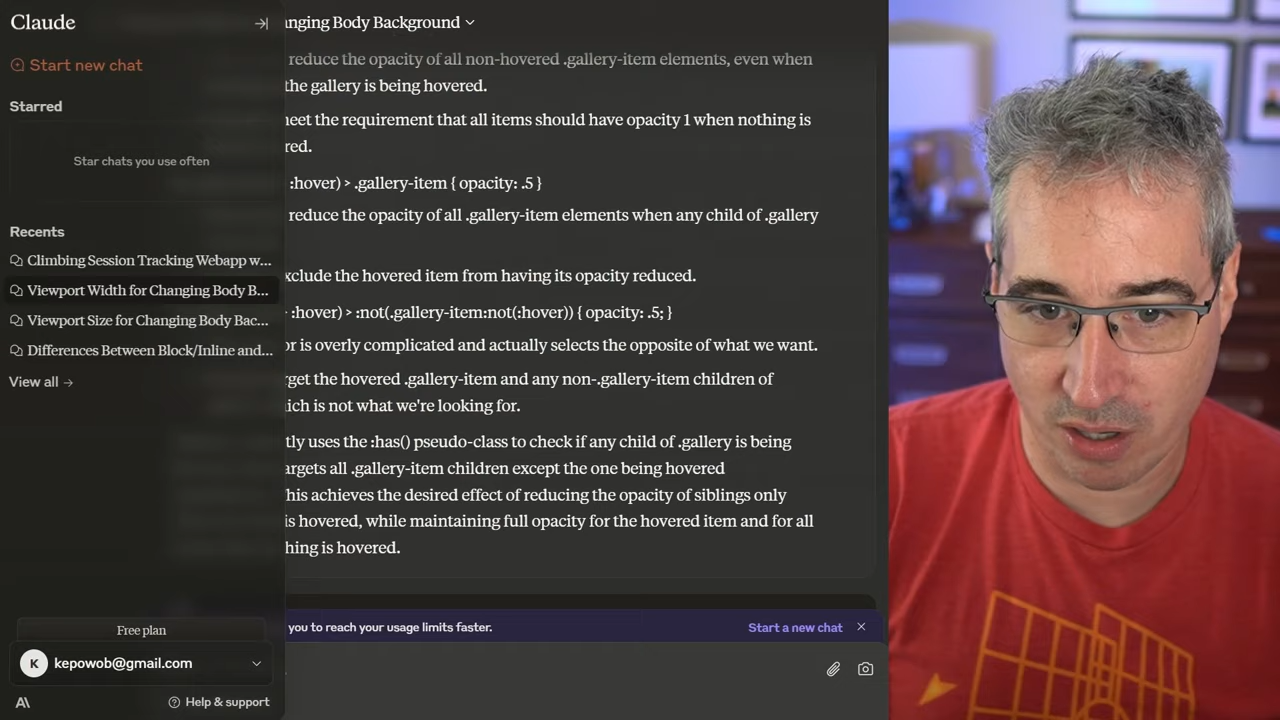 Claude
Start new chat
Starred
Star chats you use often
Recents
Climbing Session Tracking Webapp w...
Viewport Width for Changing Body B...
Viewport Size for Changing Body Bac...
Differences Between Block/Inline and...
View all →
Free plan
K kepowob@gmail.com
A\ Help & support
nging Body Background
reduce the opacity of all non-hovered .gallery-item elements, even when
the gallery is being hovered.
neet the requirement that all items should have opacity 1 when nothing is
red.
:hover) > .gallery-item { opacity: .5 }
reduce the opacity of all .gallery-item elements when any child of .gallery
xclude the hovered item from having its opacity reduced.
:hover) > :not(.gallery-item:not(:hover)) { opacity: .5; }
or is overly complicated and actually selects the opposite of what we want.
rget the hovered .gallery-item and any non-.gallery-item children of
ich is not what we're looking for.
tly uses the :has() pseudo-class to check if any child of .gallery is being
argets all .gallery-item children except the one being hovered
his achieves the desired effect of reducing the opacity of siblings only
is hovered, while maintaining full opacity for the hovered item and for all
hing is hovered.
you to reach your usage limits faster. Start a new chat